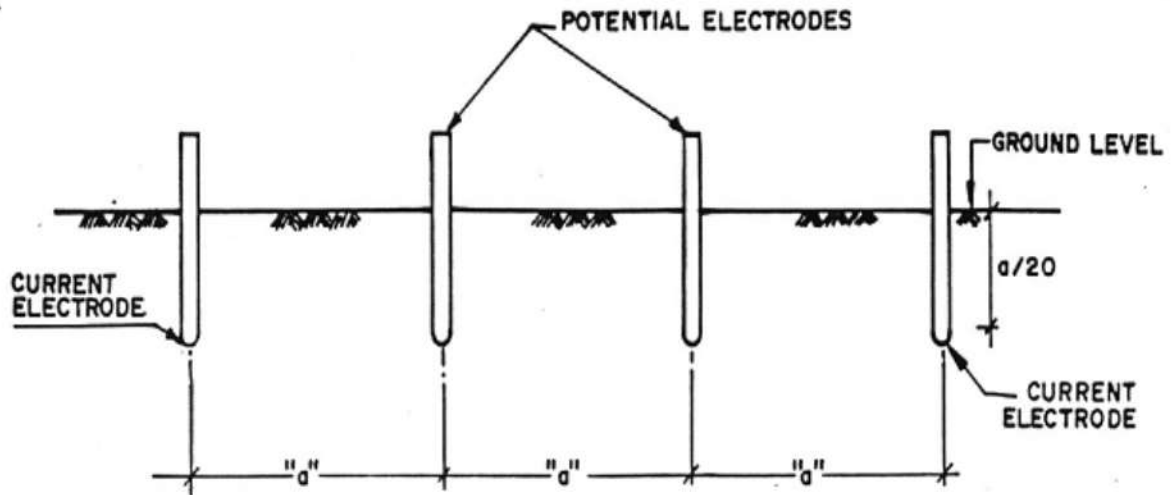 POTENTIAL ELECTRODES
GROUND LEVEL
a/20
CURRENT
ELECTRODE
CURRENT
ELECTRODE
"a"
"a"
"a"